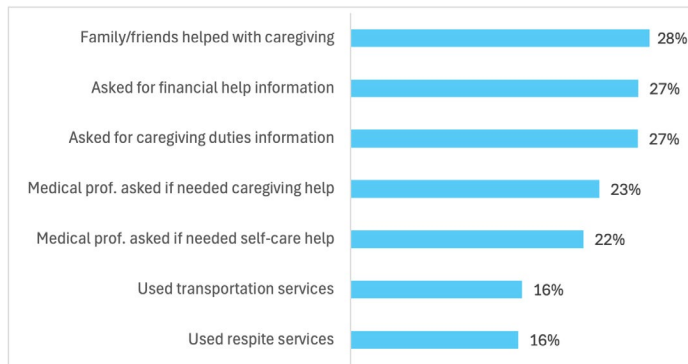 Family/friends helped with caregiving 28%
Asked for financial help information 27%
Asked for caregiving duties information 27%
Medical prof. asked if needed caregiving help 23%
Medical prof. asked if needed self-care help 22%
Used transportation services 16%
Used respite services 16%